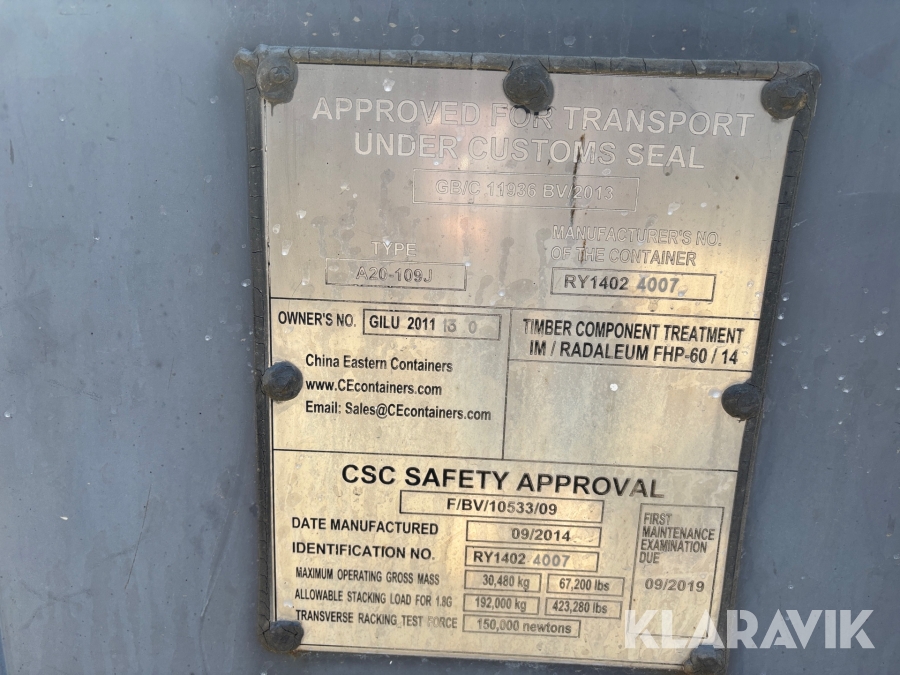 APPROVED FOR TRANSPORT
UNDER CUSTOMS SEAL
GB/C 11936 BV/2013
TYPE
A20-109J
MANUFACTURER'S NO.
OF THE CONTAINER
RY1402 4007
OWNER'S NO. GILU 2011
TIMBER COMPONENT TREATMENT
IM / RADALEUM FHP-60 / 14
China Eastern Containers
www.CEcontainers.com
Email: Sales@CEcontainers.com
CSC SAFETY APPROVAL
F/BV/10533/09
DATE MANUFACTURED 09/2014
IDENTIFICATION NO. RY1402 4007
MAXIMUM OPERATING GROSS MASS 30,480 kg 67,200 lbs
ALLOWABLE STACKING LOAD FOR 1.8G 192,000 kg 423,280 lbs
TRANSVERSE RACKING TEST FORCE 150,000 newtons
FIRST
MAINTENANCE
EXAMINATION
DUE
09/2019
KLARAVIK